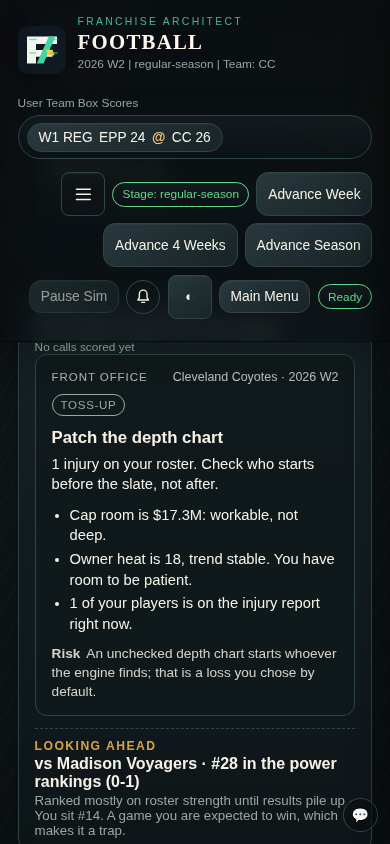 FRANCHISE ARCHITECT
FOOTBALL
2026 W2 | regular-season | Team: CC
User Team Box Scores
W1 REG EPP 24 @ CC 26
Stage: regular-season
Advance Week
Advance 4 Weeks
Advance Season
Pause Sim
Main Menu
Ready
No calls scored yet
FRONT OFFICE
Cleveland Coyotes · 2026 W2
TOSS-UP
Patch the depth chart
1 injury on your roster. Check who starts
before the slate, not after.
• Cap room is $17.3M: workable, not
deep.
• Owner heat is 18, trend stable. You have
room to be patient.
• 1 of your players is on the injury report
right now.
Risk An unchecked depth chart starts whoever
the engine finds; that is a loss you chose by
default.
LOOKING AHEAD
vs Madison Voyagers · #28 in the power
rankings (0-1)
Ranked mostly on roster strength until results pile up.
You sit #14. A game you are expected to win, which
makes it a trap.